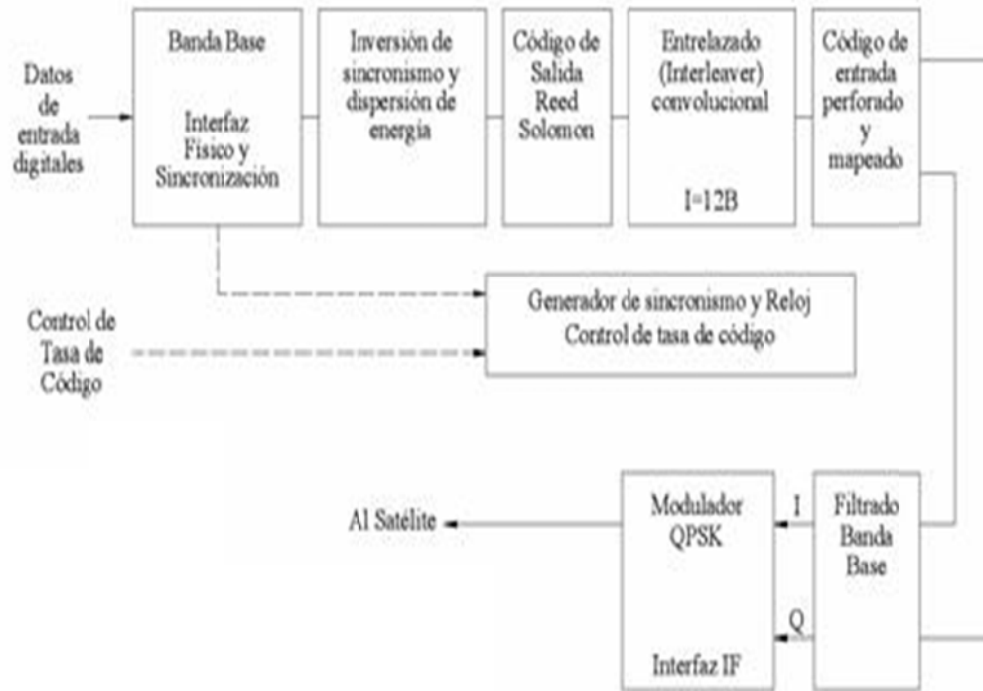 Datos
de
entrada
digitales
Banda Base
Interfaz
Físico y
Sincronización
Inversión de
sincronismo y
dispersión de
energía
Código de
Salida
Reed
Solomon
Entrelazado
(Interleaver)
convolucional
I=12B
Código de
entrada
perforado
y
mapeado
Generador de sincronismo y Reloj
Control de tasa de código
Control de
Tasa de
Código
Al Satélite
Modulador
QPSK
Interfaz IF
I
Q
Filtrado
Banda
Base